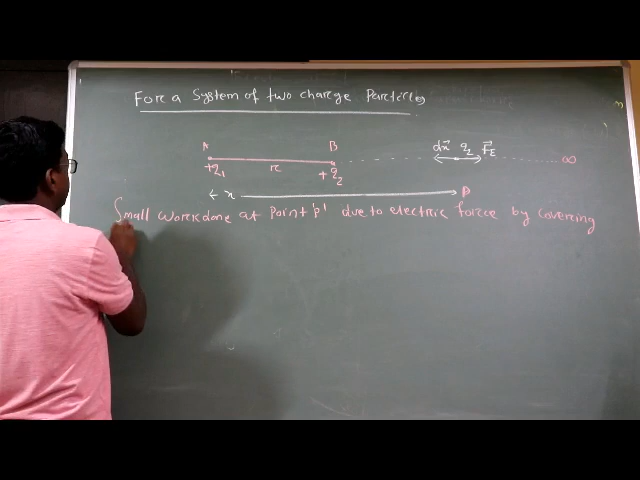 For a System of two charge Particles
A B dx⃗ q₂ F⃗E
r ∞
+q₁ +q₂
x P
Small workdone at Point 'P' due to electric force by covering